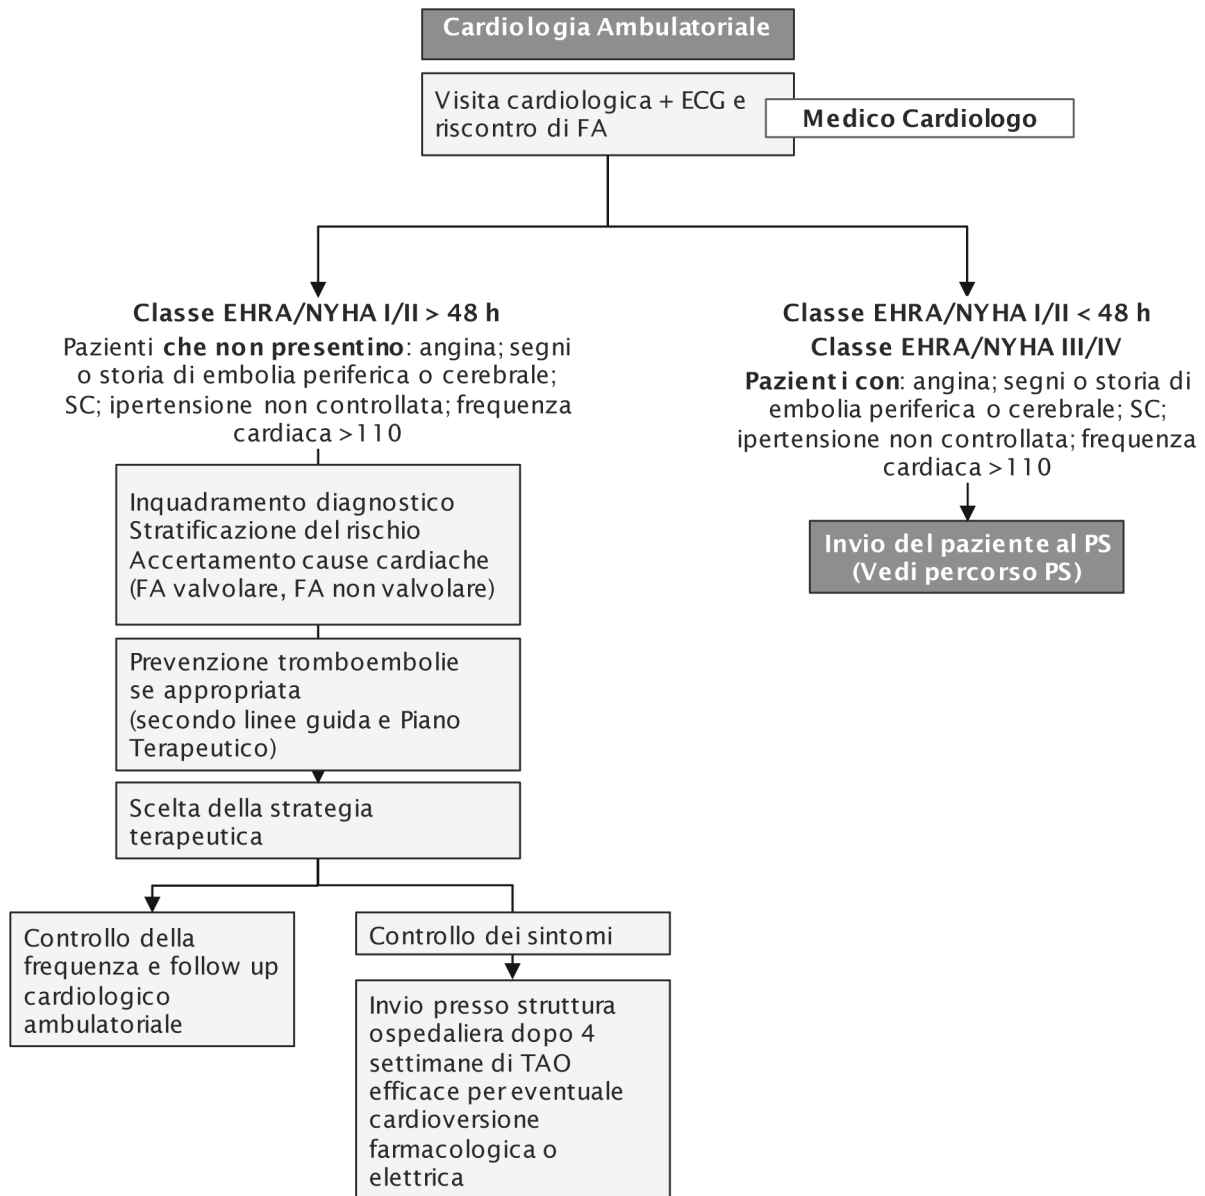 Cardiologia Ambulatoriale
Visita cardiologica + ECG e
riscontro di FA
Medico Cardiologo
Classe EHRA/NYHA I/II > 48 h
Pazienti che non presentino: angina; segni
o storia di embolia periferica o cerebrale;
SC; ipertensione non controllata; frequenza
cardiaca >110
Classe EHRA/NYHA I/II < 48 h
Classe EHRA/NYHA III/IV
Pazienti con: angina; segni o storia di
embolia periferica o cerebrale; SC;
ipertensione non controllata; frequenza
cardiaca >110
Inquadramento diagnostico
Stratificazione del rischio
Accertamento cause cardiache
(FA valvolare, FA non valvolare)
Invio del paziente al PS
(Vedi percorso PS)
Prevenzione tromboembolie
se appropriata
(secondo linee guida e Piano
Terapeutico)
Scelta della strategia
terapeutica
Controllo della
frequenza e follow up
cardiologico
ambulatoriale
Controllo dei sintomi
Invio presso struttura
ospedaliera dopo 4
settimane di TAO
efficace per eventuale
cardioversione
farmacologica o
elettrica